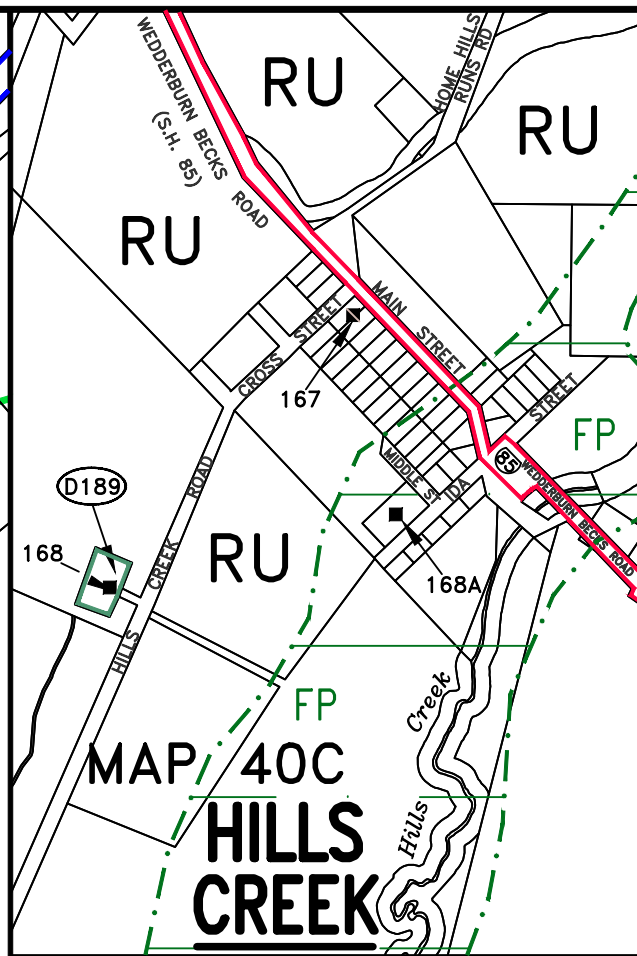 WEDDERBURN BECKS ROAD
(S.H. 85)
RU
HOME HILLS
RUNS RD
RU
RU
MAIN STREET
CROSS STREET
167
STREET
FP
85
WEDDERBURN BECKS ROAD
MIDDLE St
IDA
D189
168
HILLS CREEK ROAD
RU
168A
FP
Hills Creek
MAP 40C
HILLS
CREEK